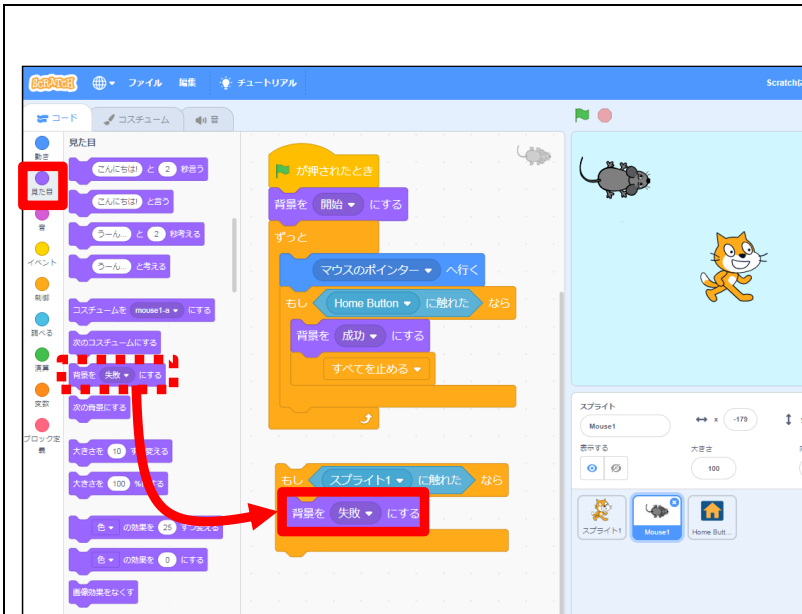 SCRATCH ファイル 編集 チュートリアル
コード コスチューム 音
動き
見た目
音
イベント
制御
調べる
演算
変数
ブロック定
義
見た目
こんにちは! と 2 秒言う
こんにちは! と言う
うーん... と 2 秒考える
うーん... と考える
コスチュームを mouse1-a にする
次のコスチュームにする
背景を 失敗 にする
次の背景にする
大きさを 10 ずつ変える
大きさを 100 %にする
色 の効果を 25 ずつ変える
色 の効果を 0 にする
画像効果をなくす
が押されたとき
背景を 開始 にする
ずっと
マウスのポインター へ行く
もし Home Button に触れた なら
背景を 成功 にする
すべてを止める
もし スプライト1 に触れた なら
背景を 失敗 にする
スプライト
Mouse1
x -179
表示する
大きさ
100
スプライト1
Mouse1
Home Butt...